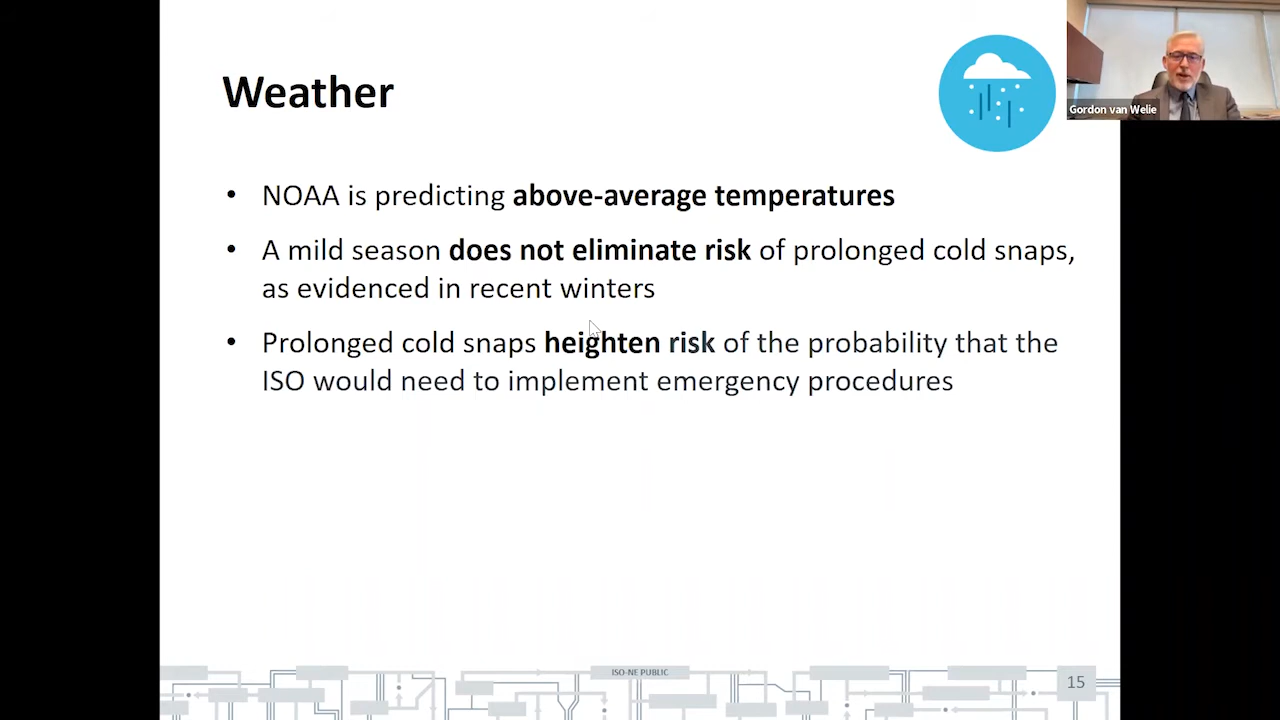 Weather
Gordon van Welie
• NOAA is predicting above-average temperatures
• A mild season does not eliminate risk of prolonged cold snaps,
as evidenced in recent winters
• Prolonged cold snaps heighten risk of the probability that the
ISO would need to implement emergency procedures
ISO-NE PUBLIC
15